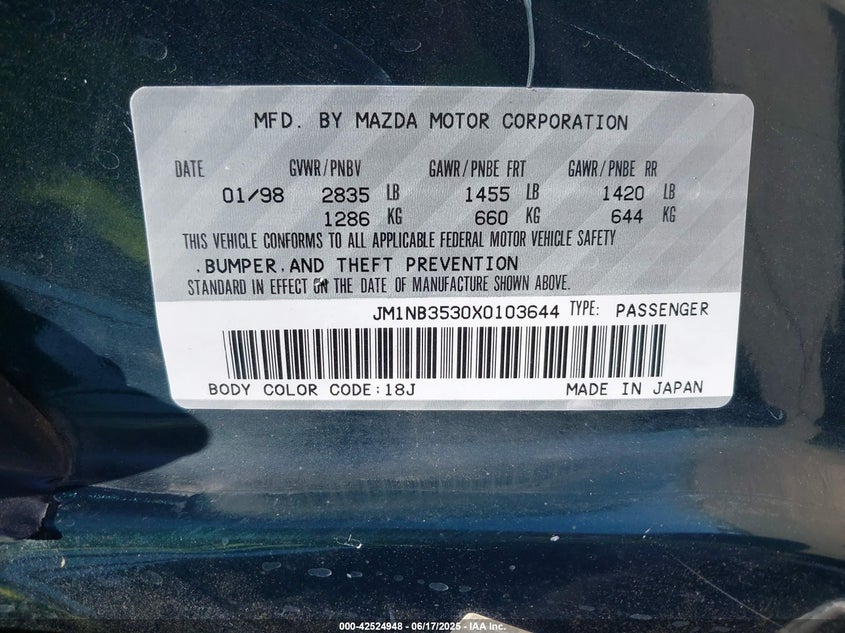 MFD. BY MAZDA MOTOR CORPORATION
DATE GVWR/PNBV GAWR/PNBE FRT GAWR/PNBE RR
01/98 2835 LB 1455 LB 1420 LB
1286 KG 660 KG 644 KG
THIS VEHICLE CONFORMS TO ALL APPLICABLE FEDERAL MOTOR VEHICLE SAFETY
.BUMPER.AND THEFT PREVENTION
STANDARD IN EFFECT ON THE DATE OF MANUFACTURE SHOWN ABOVE.
JM1NB3530X0103644 TYPE: PASSENGER
BODY COLOR CODE:18J MADE IN JAPAN
000-42524948 - 06/17/2025 - IAA Inc.